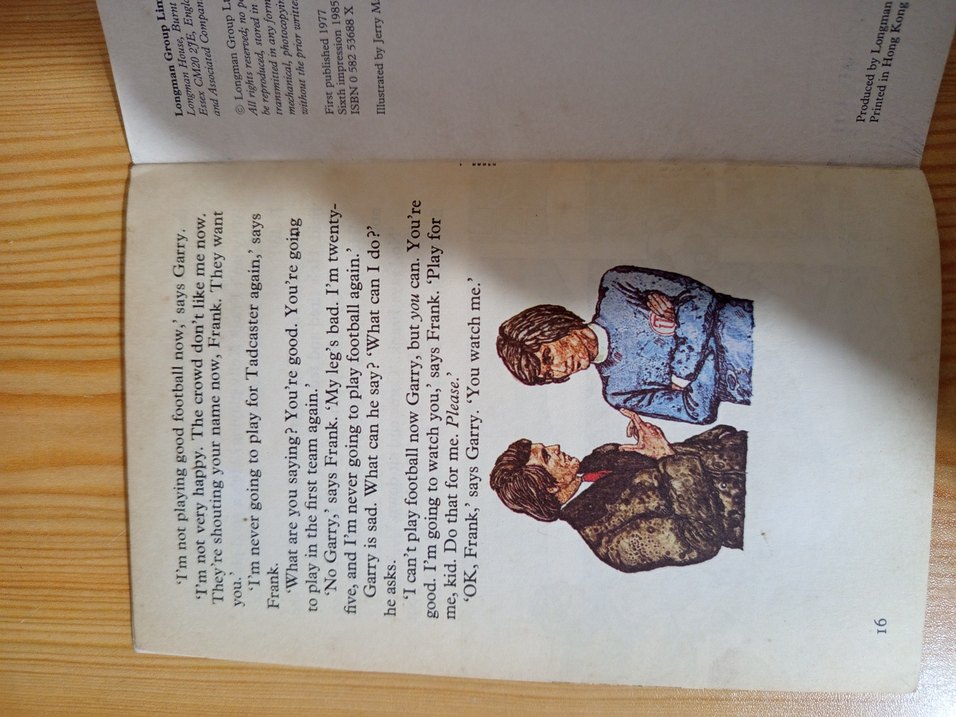 'I'm not playing good football now,' says Garry.
'I'm not very happy. The crowd don't like me now.
They're shouting your name now, Frank. They want
you.'
'I'm never going to play for Tadcaster again,' says
Frank.
'What are you saying? You're good. You're going
to play in the first team again.'
'No Garry,' says Frank. 'My leg's bad. I'm twenty-
five, and I'm never going to play football again.'
Garry is sad. What can he say? 'What can I do?'
he asks.
'I can't play football now Garry, but you can. You're
good. I'm going to watch you,' says Frank. 'Play for
me, kid. Do that for me. Please.'
'OK, Frank,' says Garry. 'You watch me.'
16
Longman Group
Longman House, Burnt
Essex CM20 2JE, Engla
and Associated Compan
© Longman Group
All rights reserved; no
be reproduced, stored in
transmitted in any form
mechanical, photocopyin
without the prior writte
First published 1977
Sixth impression 1985
ISBN 0 582 53688 X
Illustrated by Jerry M
Produced by Longman
Printed in Hong Kong